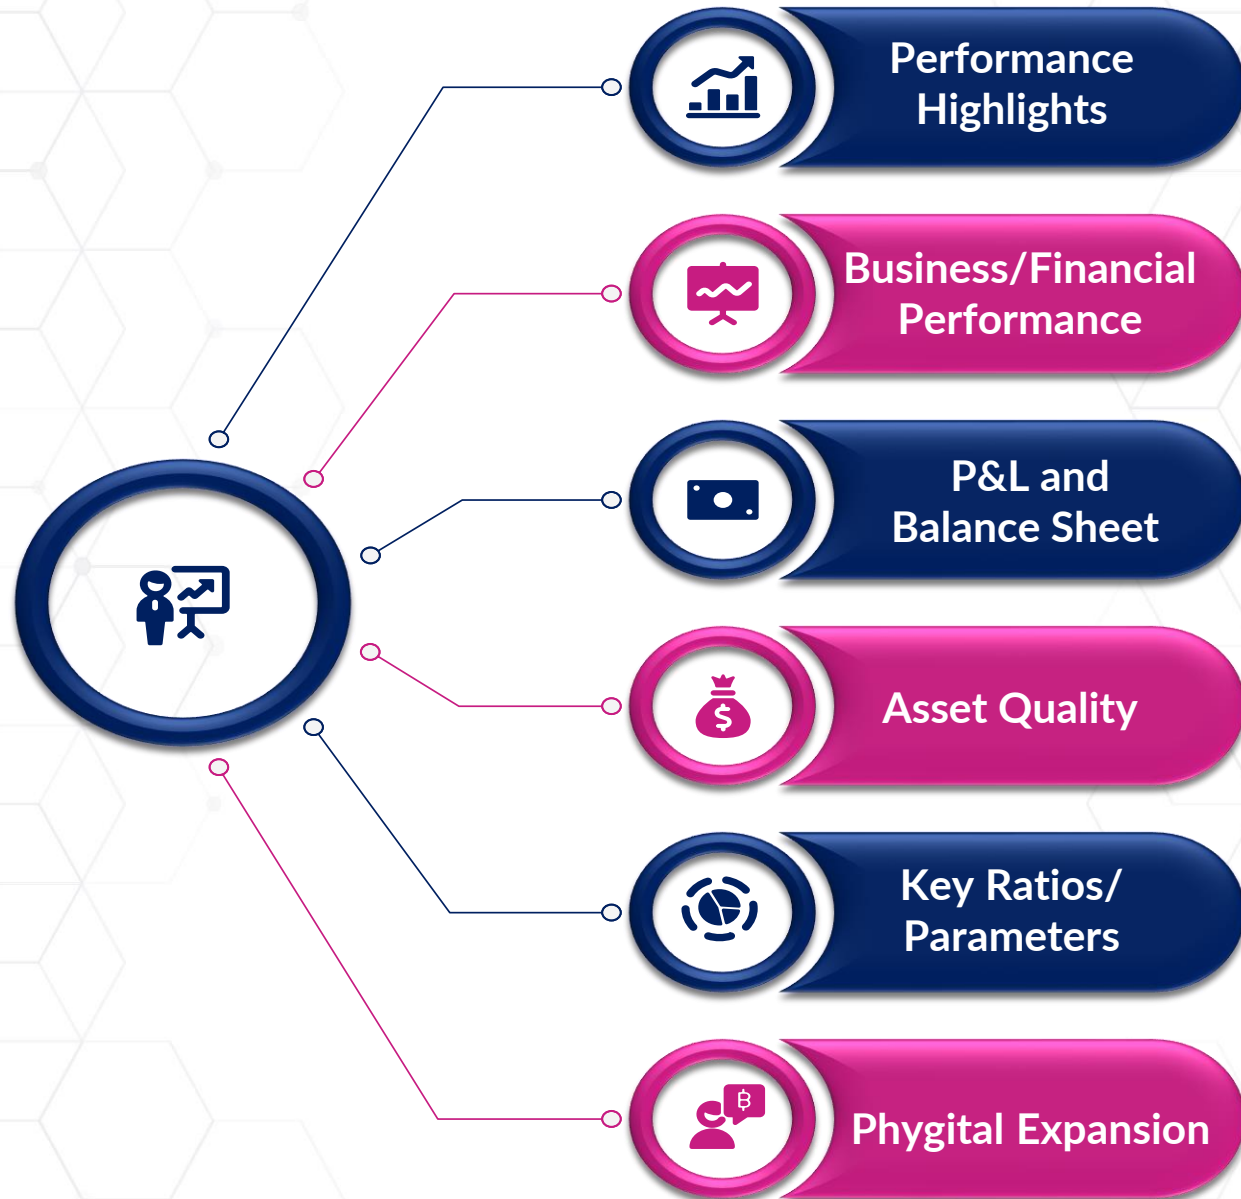 Performance
Highlights
Business/Financial
Performance
P&L and
Balance Sheet
$
Asset Quality
Key Ratios/
Parameters
B
Phygital Expansion